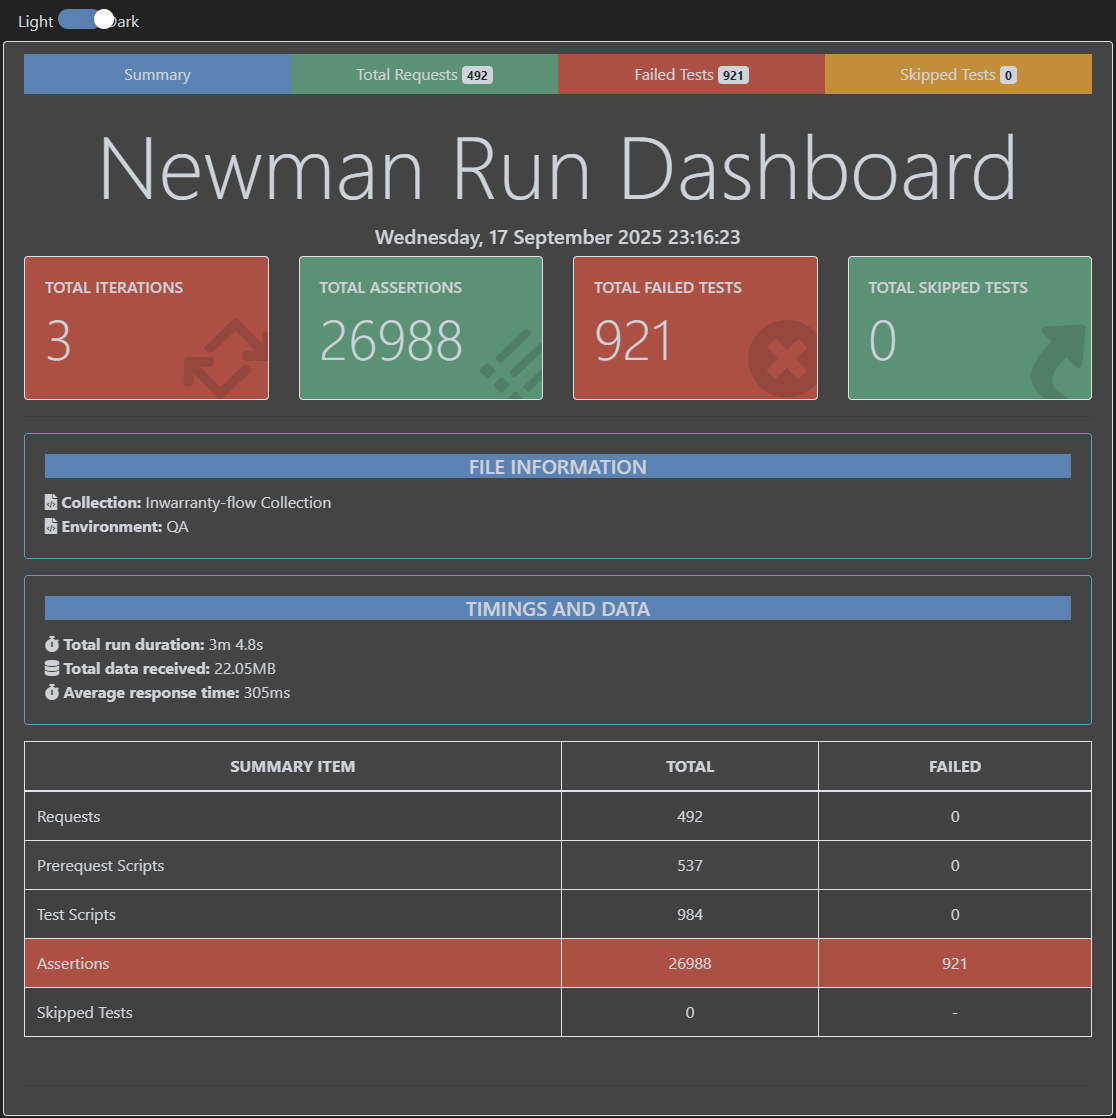 Light Dark
Summary Total Requests 492 Failed Tests 921 Skipped Tests 0
Newman Run Dashboard
Wednesday, 17 September 2025 23:16:23
TOTAL ITERATIONS
3
TOTAL ASSERTIONS
26988
TOTAL FAILED TESTS
921
TOTAL SKIPPED TESTS
0
FILE INFORMATION
Collection: Inwarranty-flow Collection
Environment: QA
TIMINGS AND DATA
Total run duration: 3m 4.8s
Total data received: 22.05MB
Average response time: 305ms
SUMMARY ITEM TOTAL FAILED
Requests 492 0
Prerequest Scripts 537 0
Test Scripts 984 0
Assertions 26988 921
Skipped Tests 0 -